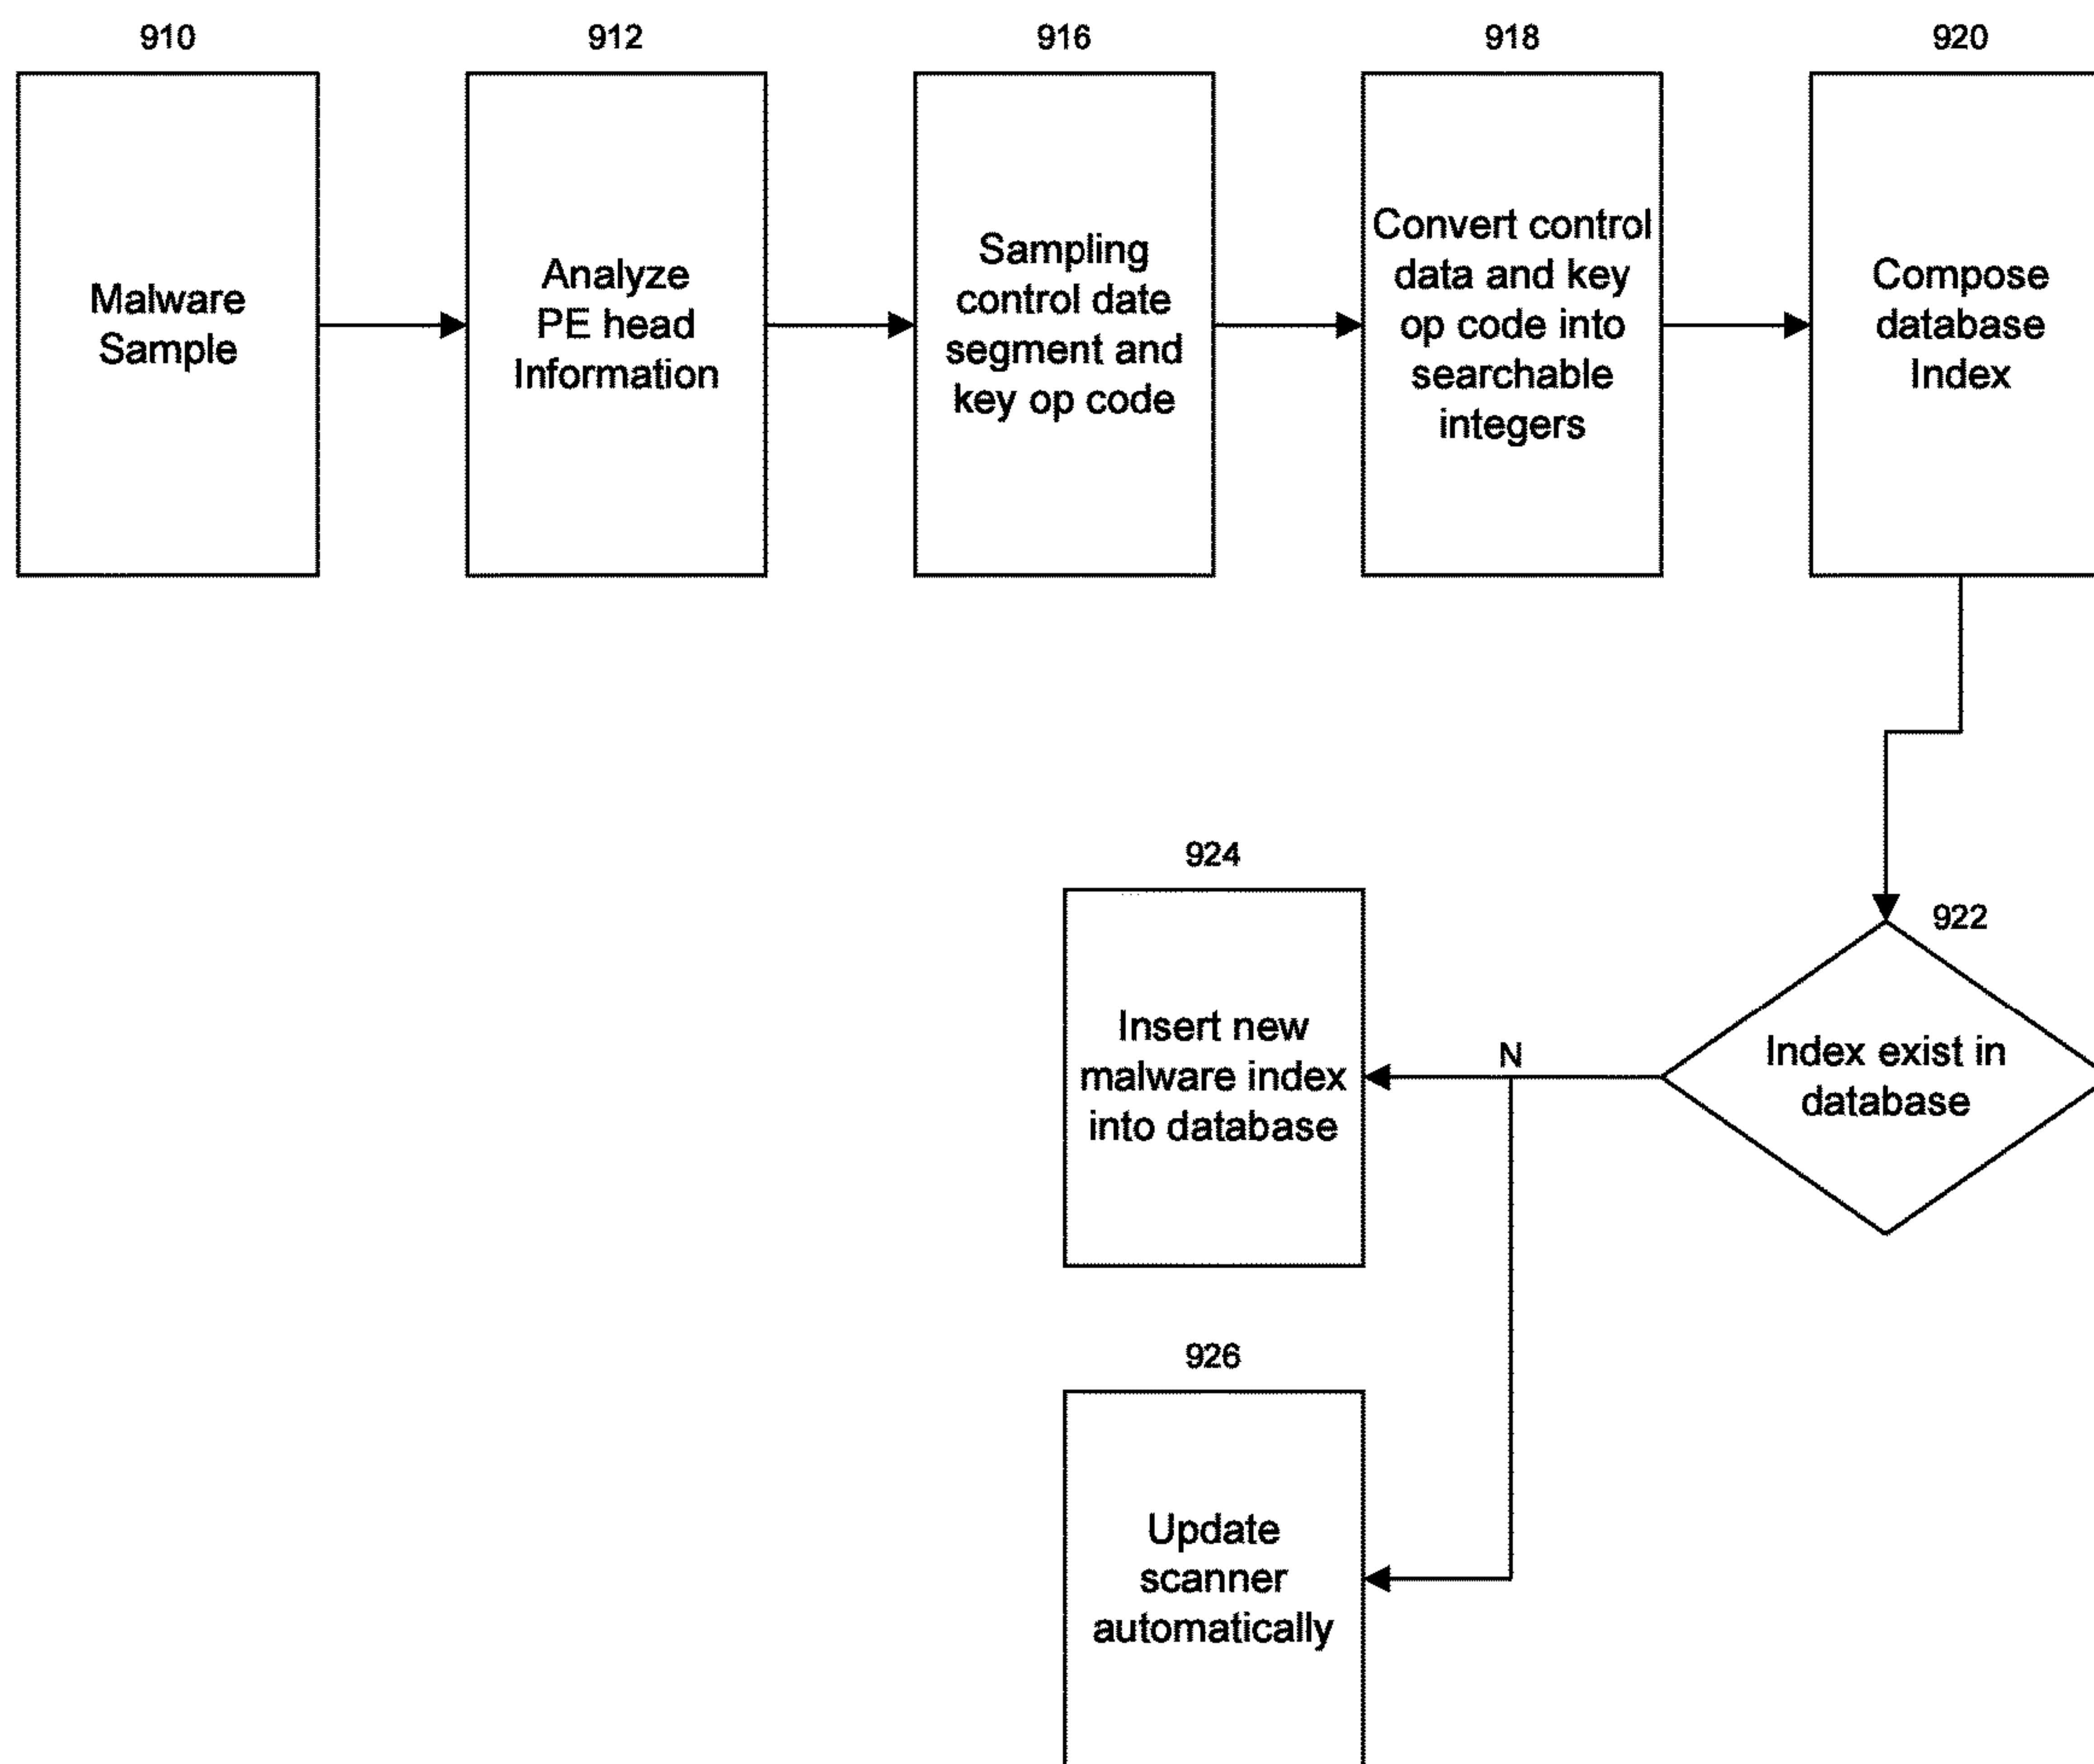 910
Malware
Sample
912
Analyze
PE head
Information
916
Sampling
control date
segment and
key op code
918
Convert control
data and key
op code into
searchable
integers
920
Compose
database
Index
922
Index exist in
database
N
924
Insert new
malware index
into database
926
Update
scanner
automatically